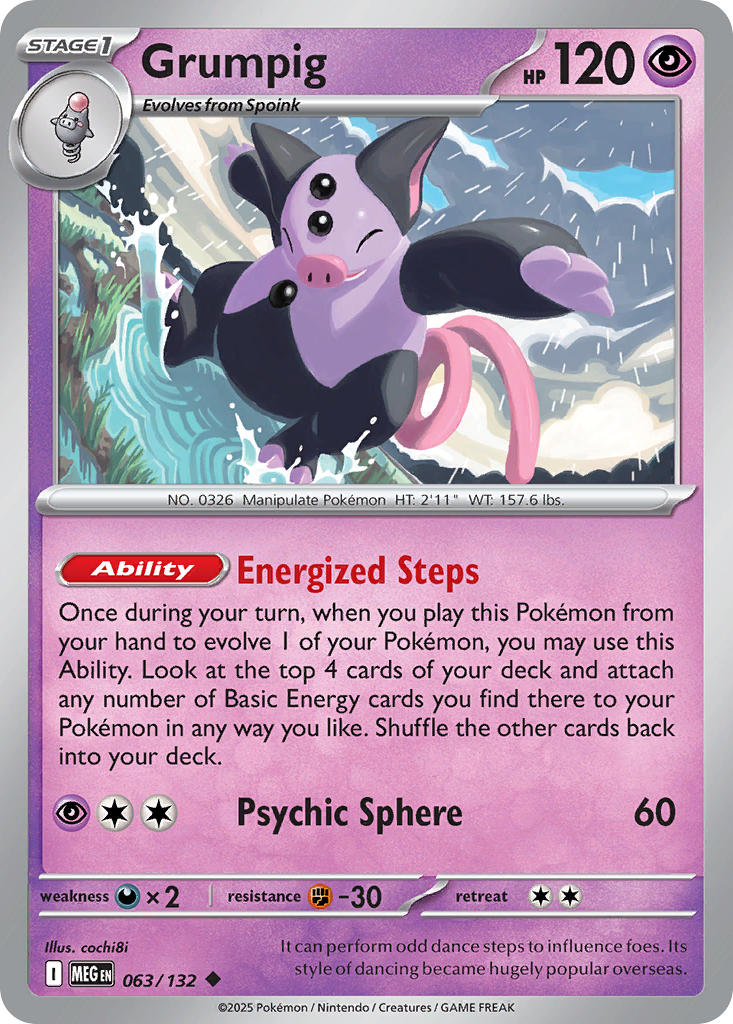 STAGE 1
Grumpig
HP 120
Evolves from Spoink
NO. 0326 Manipulate Pokémon HT: 2'11" WT: 157.6 lbs.
Ability Energized Steps
Once during your turn, when you play this Pokémon from
your hand to evolve 1 of your Pokémon, you may use this
Ability. Look at the top 4 cards of your deck and attach
any number of Basic Energy cards you find there to your
Pokémon in any way you like. Shuffle the other cards back
into your deck.
Psychic Sphere 60
weakness ×2 resistance -30 retreat
Illus. cochi8i
It can perform odd dance steps to influence foes. Its
style of dancing became hugely popular overseas.
I MEG EN 063/132
©2025 Pokémon / Nintendo / Creatures / GAME FREAK